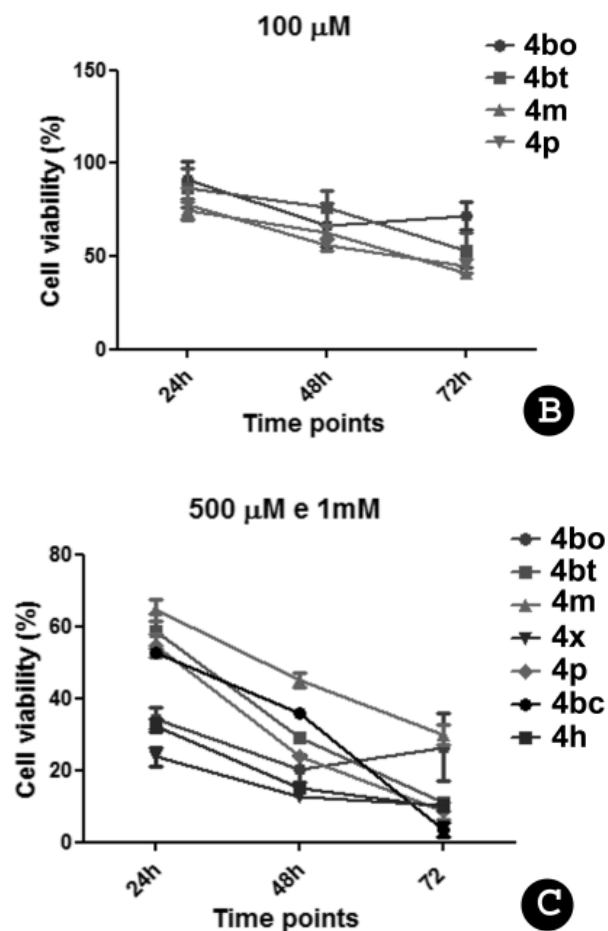 100 μM
4bo
4bt
4m
4p
150
100
50
0
Cell viability (%)
24h
48h
72h
Time points
B
500 μM e 1mM
4bo
4bt
4m
4x
4p
4bc
4h
80
60
40
20
0
Cell viability (%)
24h
48h
72
Time points
C